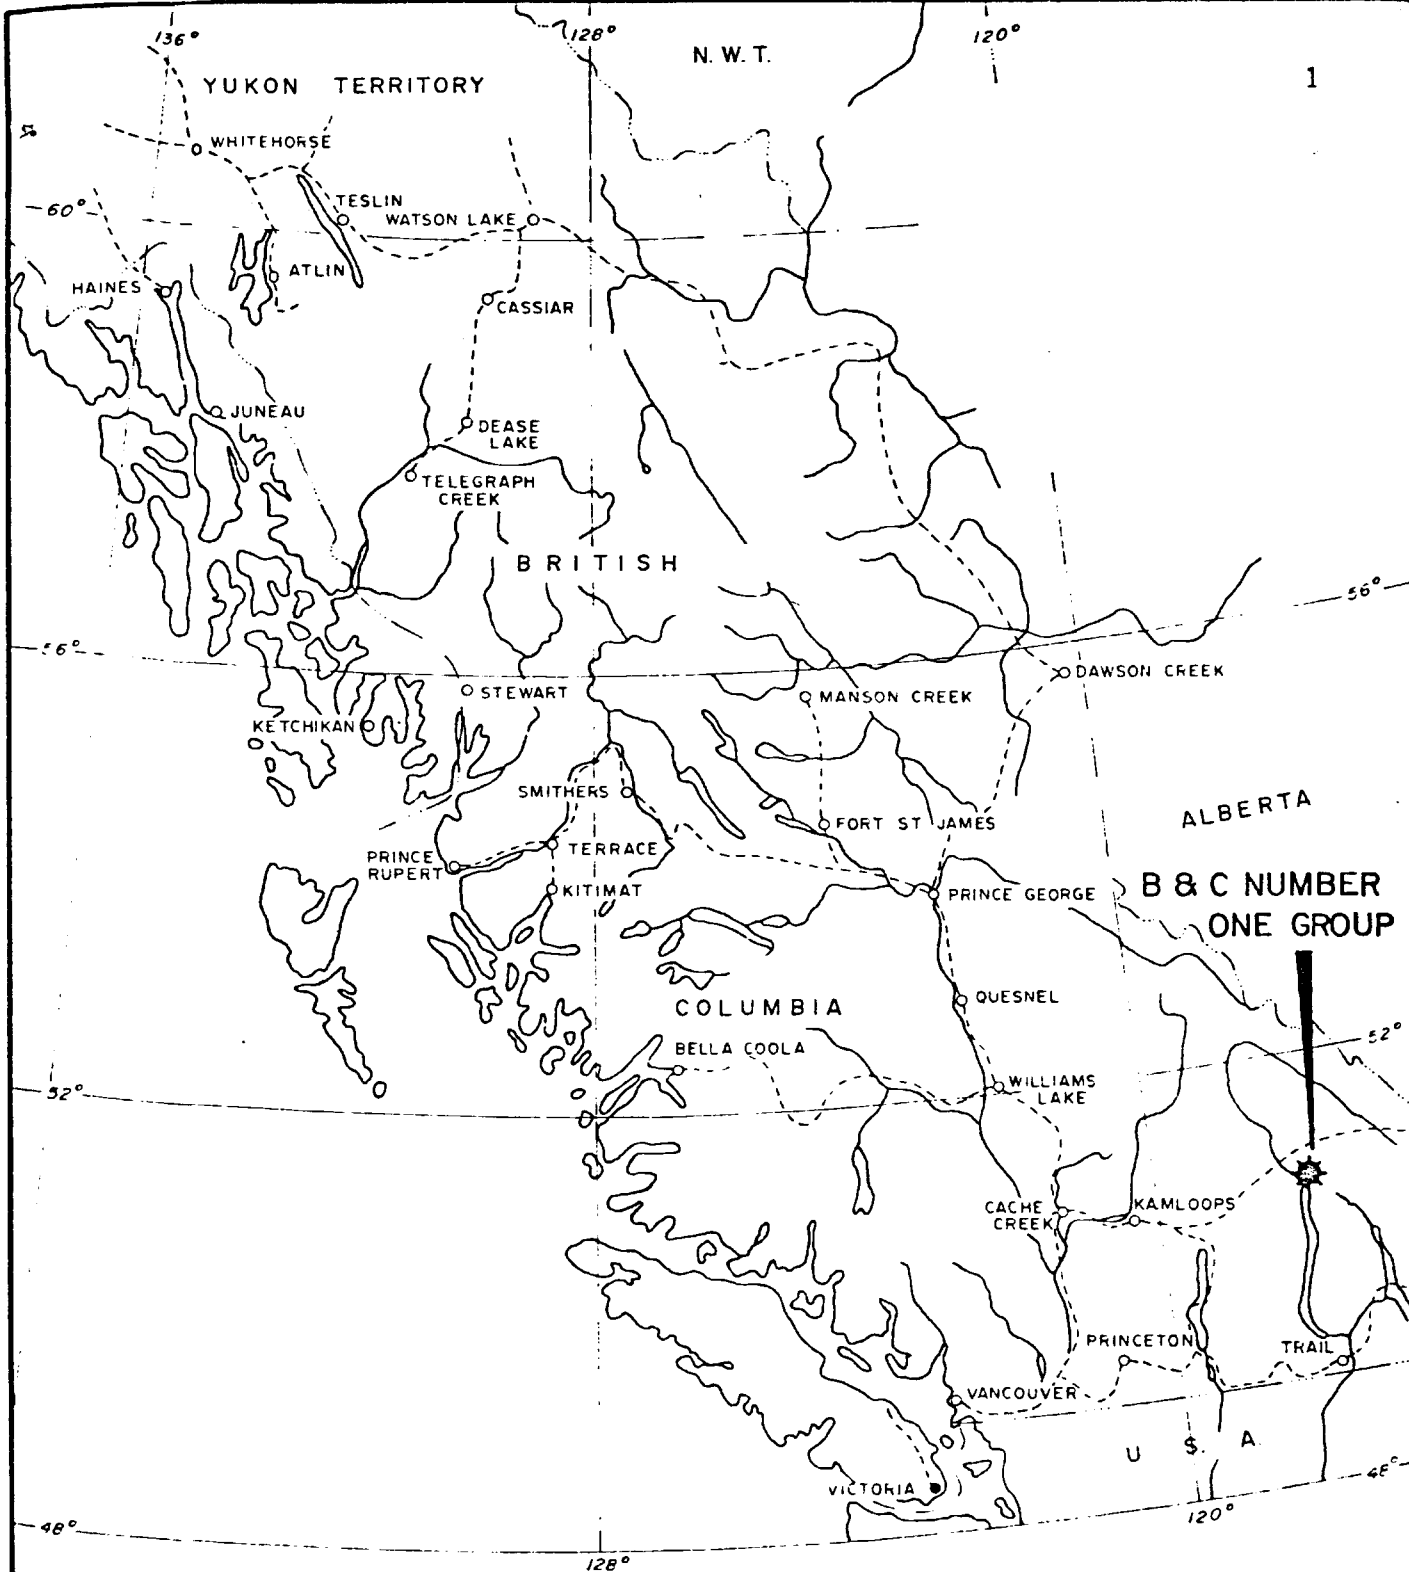 136°
128°
120°
N. W. T.
1
YUKON TERRITORY
WHITEHORSE
60°
TESLIN
WATSON LAKE
ATLIN
HAINES
CASSIAR
JUNEAU
DEASE
LAKE
TELEGRAPH
CREEK
BRITISH
56°
56°
DAWSON CREEK
STEWART
MANSON CREEK
KETCHIKAN
SMITHERS
ALBERTA
FORT ST JAMES
PRINCE
RUPERT
TERRACE
KITIMAT
PRINCE GEORGE
B & C NUMBER
ONE GROUP
QUESNEL
COLUMBIA
52°
BELLA COOLA
WILLIAMS
LAKE
52°
CACHE
CREEK
KAMLOOPS
PRINCETON
TRAIL
VANCOUVER
U. S. A.
VICTORIA
48°
48°
120°
128°